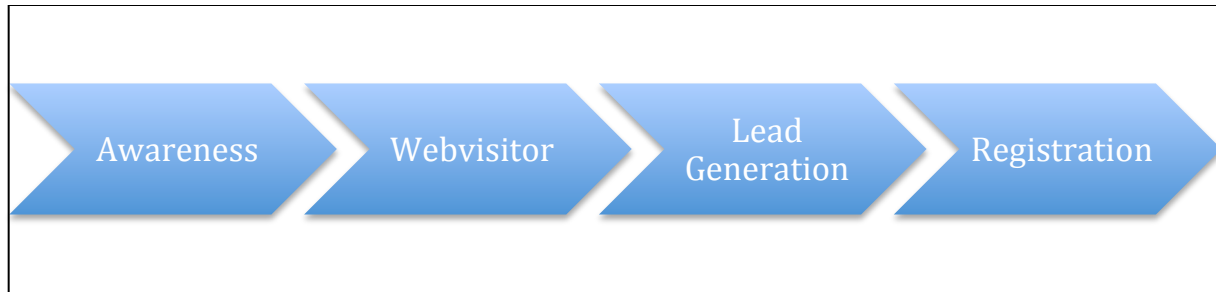 Awareness
Webvisitor
Lead
Generation
Registration